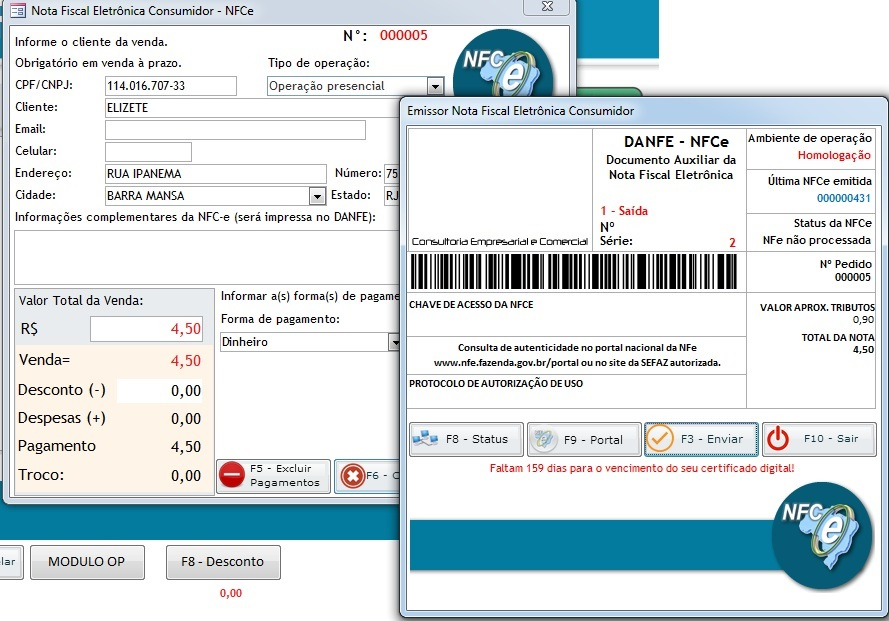 Nota Fiscal Eletrônica Consumidor - NFCe
Informe o cliente da venda.
N°: 000005
Obrigatório em venda à prazo.
Tipo de operação:
CPF/CNPJ: 114.016.707-33
Operação presencial
Cliente: ELIZETE
Email:
Celular:
Endereço: RUA IPANEMA
Número: 75
Cidade: BARRA MANSA
Estado: RJ
Informações complementares da NFC-e (será impressa no DANFE):
Valor Total da Venda:
R$ 4,50
Venda= 4,50
Desconto (-) 0,00
Despesas (+) 0,00
Pagamento 4,50
Troco: 0,00
Informar a(s) forma(s) de pagame
Forma de pagamento:
Dinheiro
F5 - Excluir
Pagamentos
F6 - C
NFC e
Emissor Nota Fiscal Eletrônica Consumidor
Consultoria Empresarial e Comercial
DANFE - NFCe
Documento Auxiliar da
Nota Fiscal Eletrônica
1 - Saída
Nº
Série: 2
Ambiente de operação
Homologação
Última NFCe emitida
000000431
Status da NFCe
NFe não processada
Nº Pedido
000005
CHAVE DE ACESSO DA NFCE
VALOR APROX. TRIBUTOS
0,90
TOTAL DA NOTA
4,50
Consulta de autenticidade no portal nacional da NFe
www.nfe.fazenda.gov.br/portal ou no site da SEFAZ autorizada.
PROTOCOLO DE AUTORIZAÇÃO DE USO
F8 - Status
F9 - Portal
F3 - Enviar
F10 - Sair
Faltam 159 dias para o vencimento do seu certificado digital!
NFC e
lar
MODULO OP
F8 - Desconto
0,00